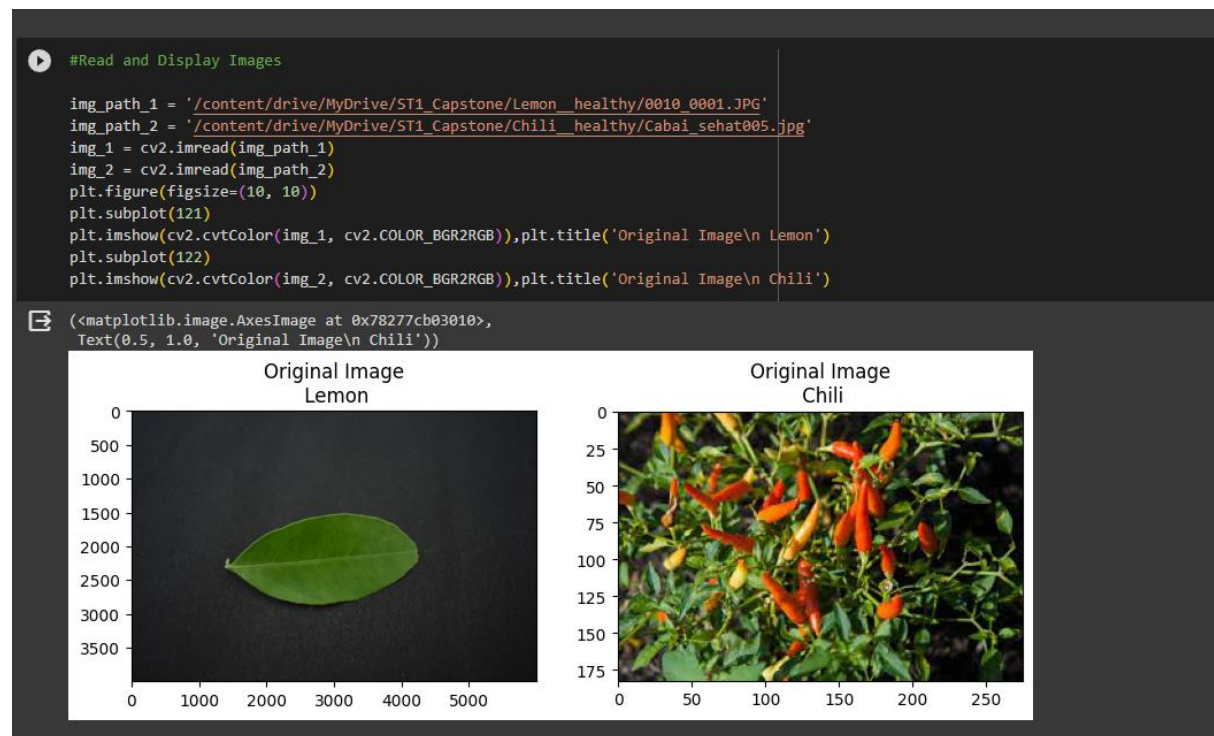 #Read and Display Images
img_path_1 = '/content/drive/MyDrive/ST1_Capstone/Lemon__healthy/0010_0001.JPG'
img_path_2 = '/content/drive/MyDrive/ST1_Capstone/Chili__healthy/Cabai_sehat005.jpg'
img_1 = cv2.imread(img_path_1)
img_2 = cv2.imread(img_path_2)
plt.figure(figsize=(10, 10))
plt.subplot(121)
plt.imshow(cv2.cvtColor(img_1, cv2.COLOR_BGR2RGB)),plt.title('Original Image\n Lemon')
plt.subplot(122)
plt.imshow(cv2.cvtColor(img_2, cv2.COLOR_BGR2RGB)),plt.title('Original Image\n Chili')
(<matplotlib.image.AxesImage at 0x78277cb03010>,
Text(0.5, 1.0, 'Original Image\n Chili'))
Original Image
Lemon
0
500
1000
1500
2000
2500
3000
3500
0 1000 2000 3000 4000 5000
Original Image
Chili
0
25
50
75
100
125
150
175
0 50 100 150 200 250